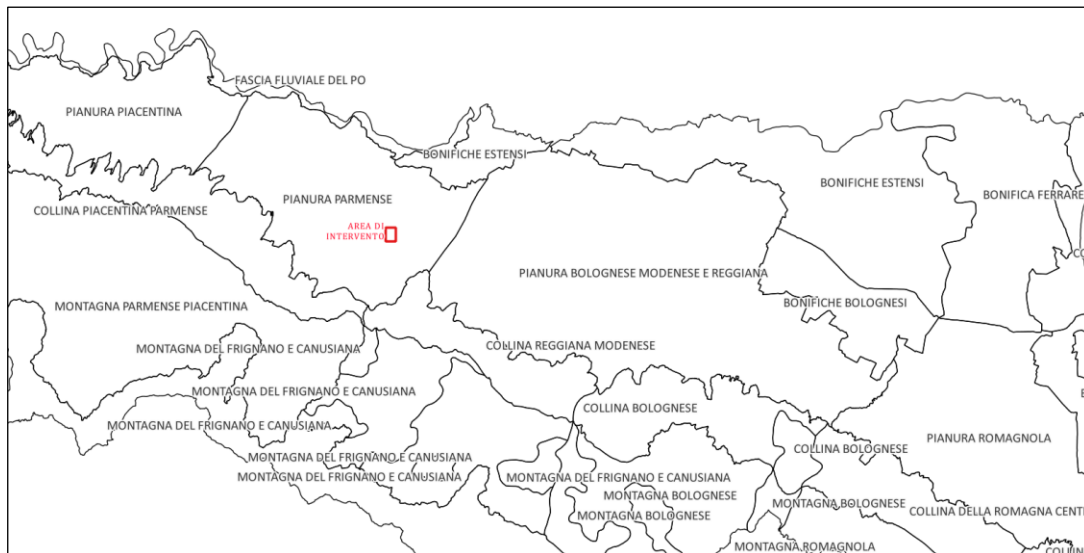 FASCIA FLUVIALE DEL PO
PIANURA PIACENTINA
BONIFICHE ESTENSI
BONIFICHE ESTENSI
BONIFICA FERRARE
PIANURA PARMENSE
COLLINA PIACENTINA PARMENSE
AREA DI
INTERVENTO
PIANURA BOLOGNESE MODENESE E REGGIANA
BONIFICHE BOLOGNESI
MONTAGNA PARMENSE PIACENTINA
MONTAGNA DEL FRIGNANO E CANUSIANA
COLLINA REGGIANA MODENESE
MONTAGNA DEL FRIGNANO E CANUSIANA
COLLINA BOLOGNESE
MONTAGNA DEL FRIGNANO E CANUSIANA
PIANURA ROMAGNOLA
COLLINA BOLOGNESE
MONTAGNA DEL FRIGNANO E CANUSIANA
MONTAGNA DEL FRIGNANO E CANUSIANA
MONTAGNA DEL FRIGNANO E CANUSIANA
MONTAGNA BOLOGNESE
MONTAGNA BOLOGNESE
MONTAGNA BOLOGNESE
COLLINA DELLA ROMAGNA CENT
MONTAGNA ROMAGNOLA
COLLIN